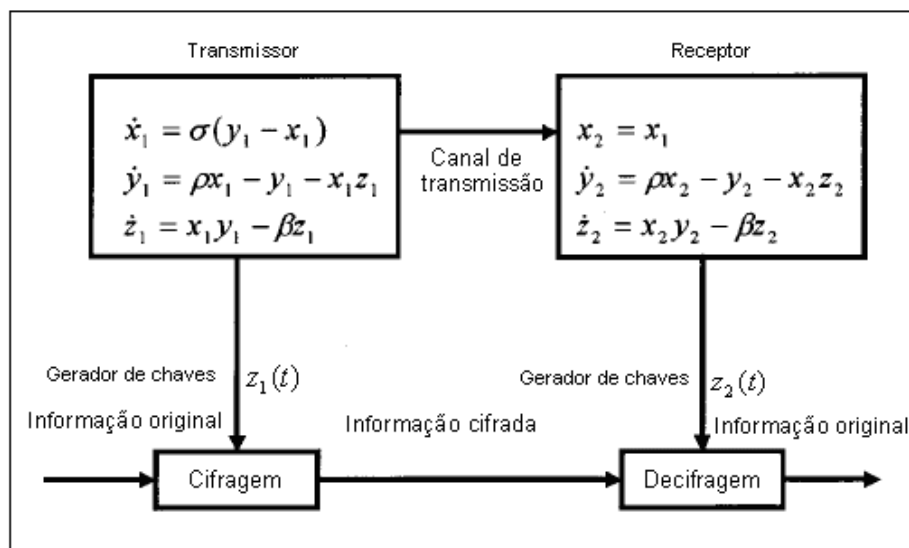 Transmissor
Receptor
ẋ₁ = σ(y₁ − x₁)
ẏ₁ = ρx₁ − y₁ − x₁z₁
ż₁ = x₁y₁ − βz₁
Canal de
transmissão
x₂ = x₁
ẏ₂ = ρx₂ − y₂ − x₂z₂
ż₂ = x₂y₂ − βz₂
Gerador de chaves z₁(t)
Gerador de chaves z₂(t)
Informação original
Informação cifrada
Informação original
Cifragem
Decifragem